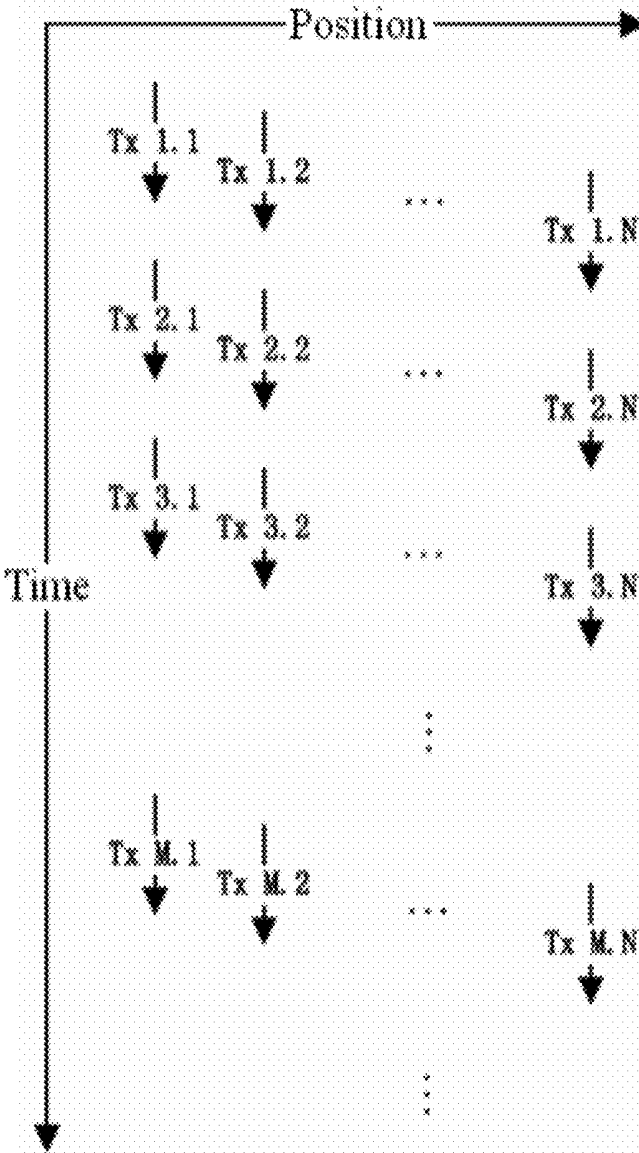 Position
Tx 1.1
Tx 1.2
...
Tx 1.N
Tx 2.1
Tx 2.2
...
Tx 2.N
Tx 3.1
Tx 3.2
...
Tx 3.N
Time
⋮
Tx M.1
Tx M.2
...
Tx M.N
⋮